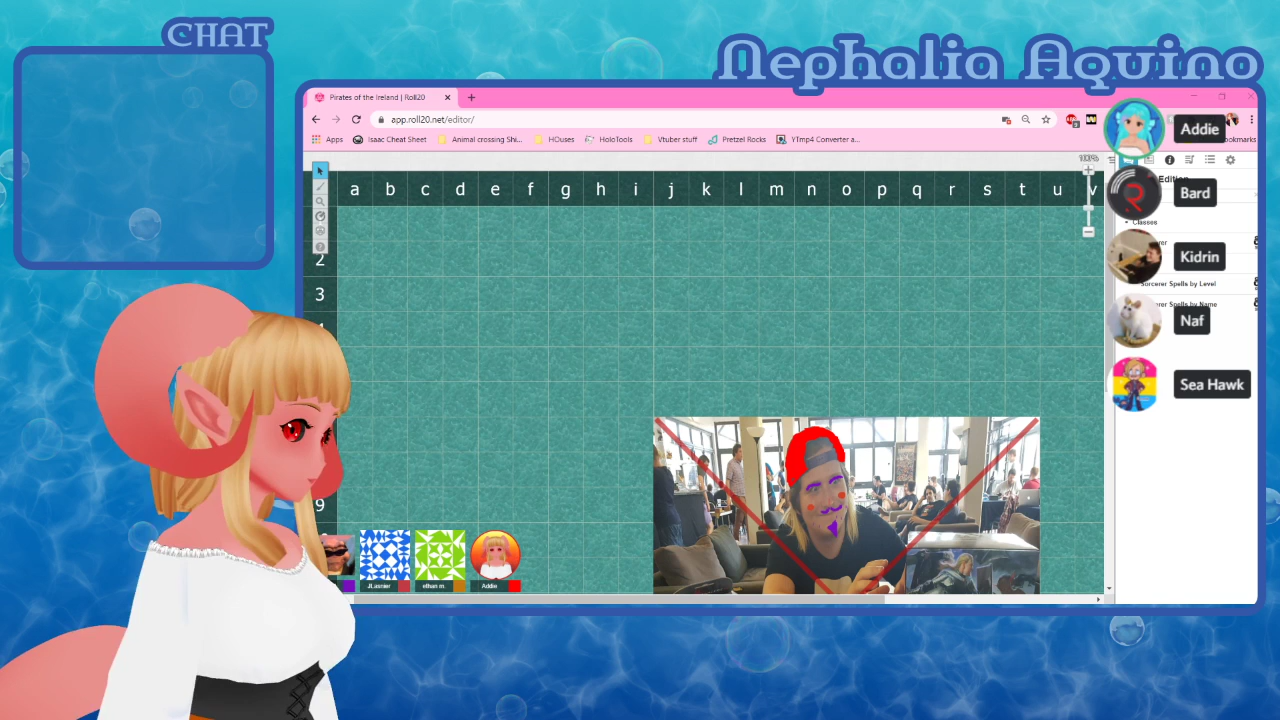 CHAT
Nephalia Aquino
Pirates of the Ireland | Roll20
app.roll20.net/editor/
Apps
Isaac Cheat Sheet
Animal crossing Shi...
HOuses
HoloTools
Vtuber stuff
Pretzel Rocks
YTmp4 Converter a...
ookmarks
100%
a b c d e f g h i j k l m n o p q r s t u v
2
3
9
Addie
Bard
Kidrin
Naf
Sea Hawk
Edition
Classes
Sorcerer Spells by Level
JLasnier
ethan m.
Addie